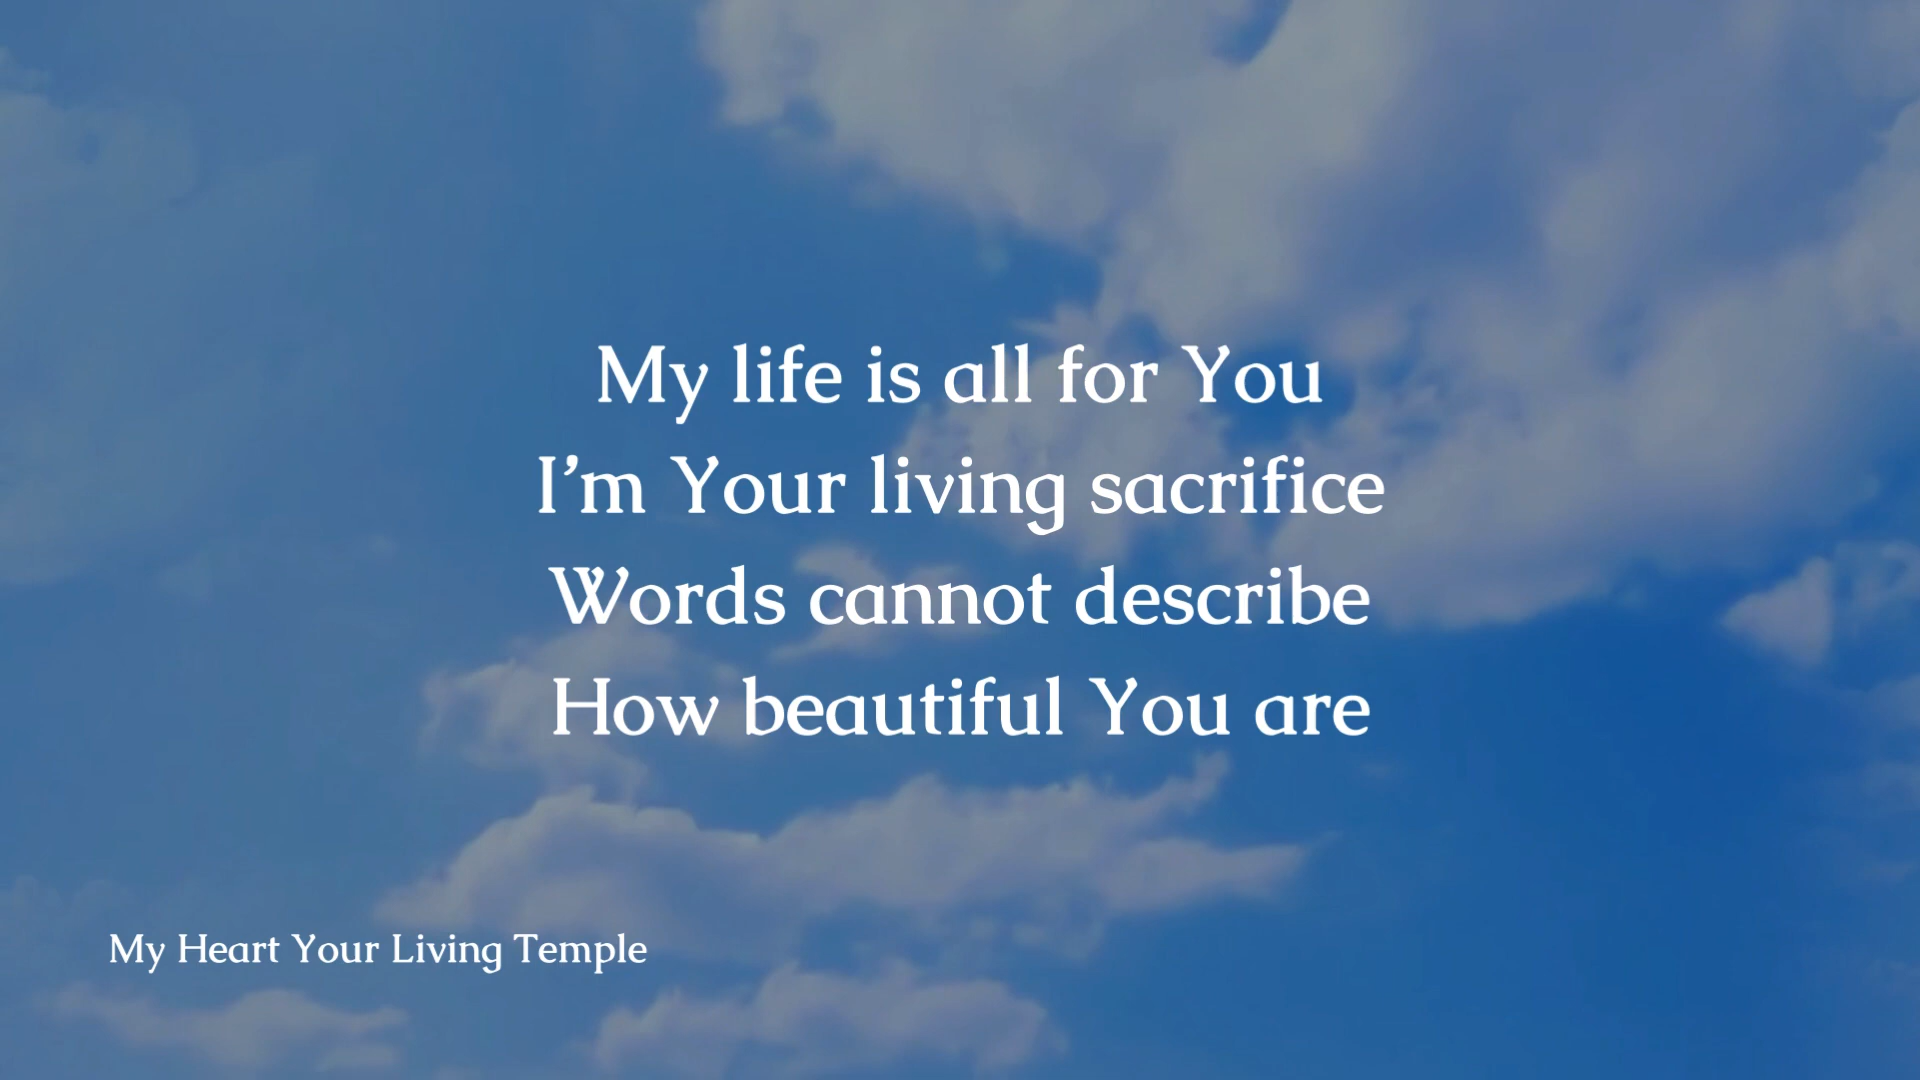 My life is all for You
I’m Your living sacrifice
Words cannot describe
How beautiful You are
My Heart Your Living Temple